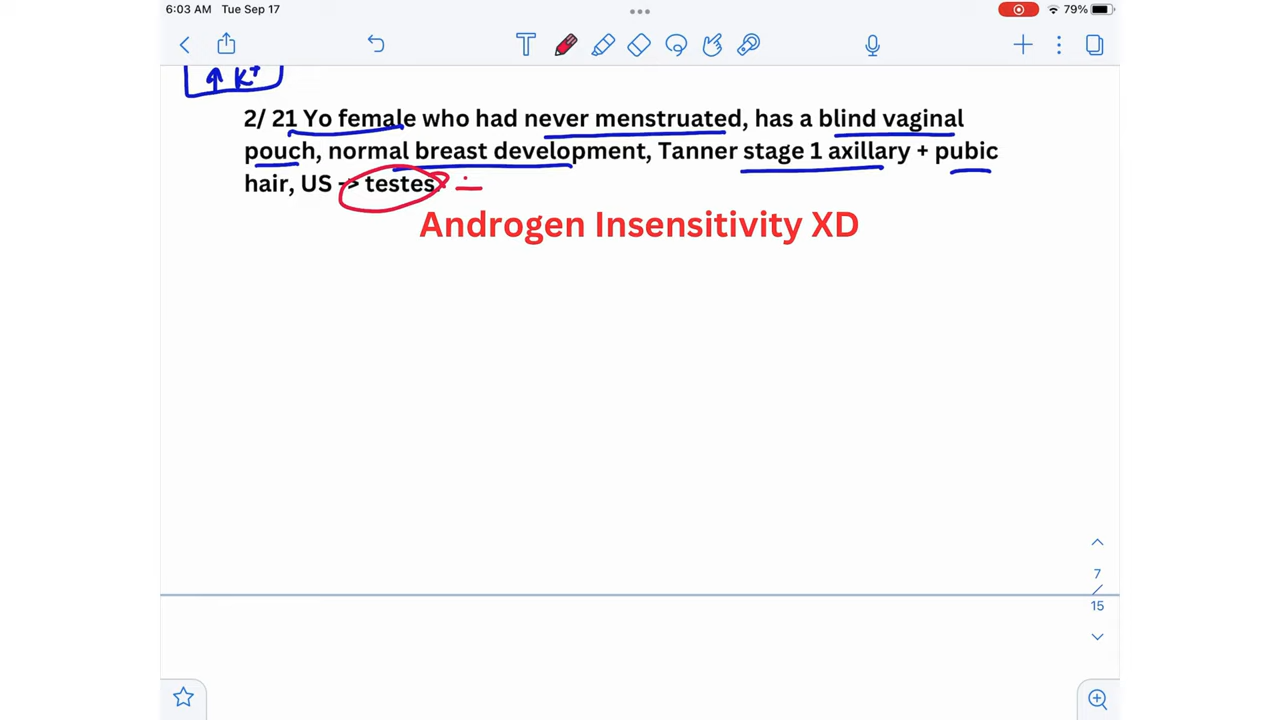 6:03 AM Tue Sep 17
79%
↑ K+
2/ 21 Yo female who had never menstruated, has a blind vaginal
pouch, normal breast development, Tanner stage 1 axillary + pubic
hair, US -> testes.
Androgen Insensitivity XD
7
/
15